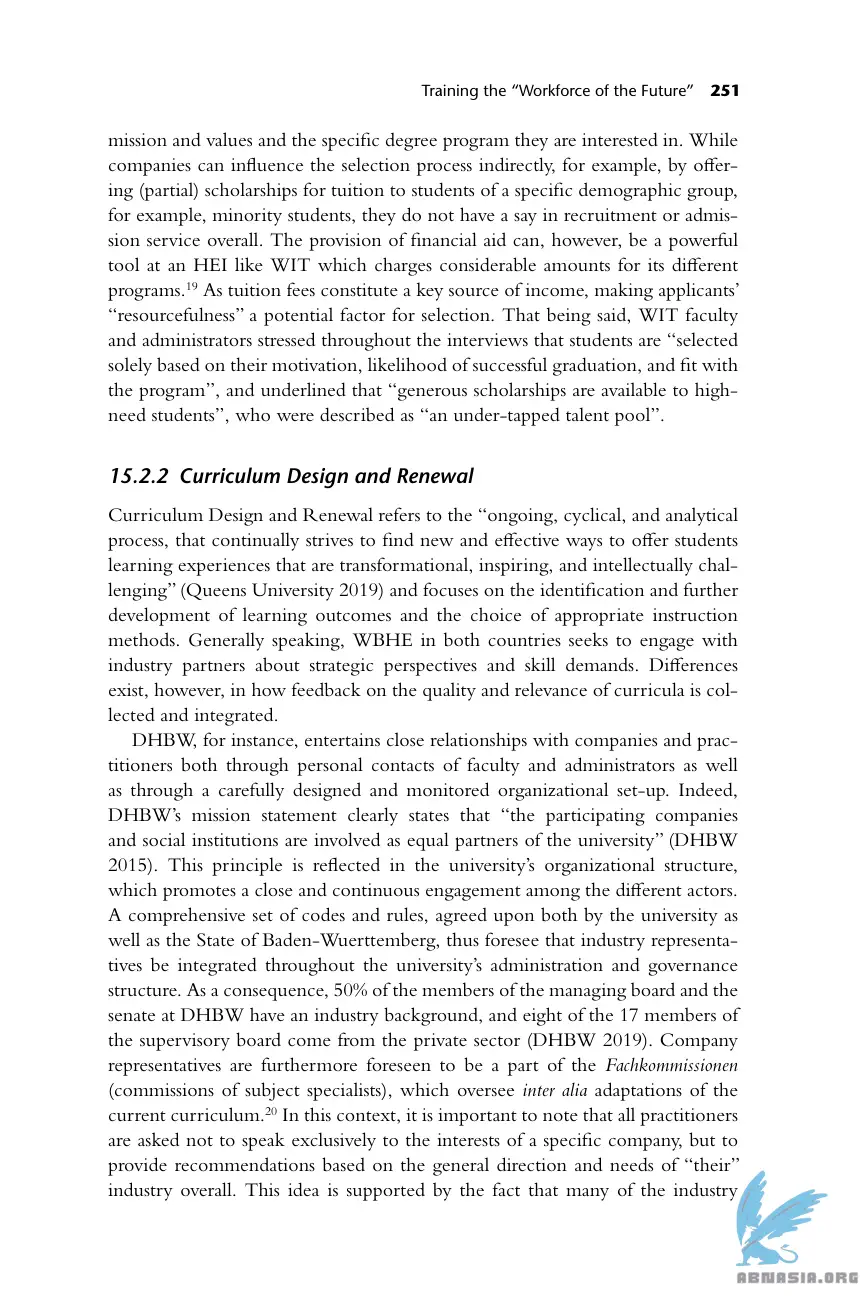 Training the “Workforce of the Future” 251
mission and values and the specific degree program they are interested in. While
companies can influence the selection process indirectly, for example, by offer-
ing (partial) scholarships for tuition to students of a specific demographic group,
for example, minority students, they do not have a say in recruitment or admis-
sion service overall. The provision of financial aid can, however, be a powerful
tool at an HEI like WIT which charges considerable amounts for its different
programs.19 As tuition fees constitute a key source of income, making applicants’
“resourcefulness” a potential factor for selection. That being said, WIT faculty
and administrators stressed throughout the interviews that students are “selected
solely based on their motivation, likelihood of successful graduation, and fit with
the program”, and underlined that “generous scholarships are available to high-
need students”, who were described as “an under-tapped talent pool”.
15.2.2 Curriculum Design and Renewal
Curriculum Design and Renewal refers to the “ongoing, cyclical, and analytical
process, that continually strives to find new and effective ways to offer students
learning experiences that are transformational, inspiring, and intellectually chal-
lenging” (Queens University 2019) and focuses on the identification and further
development of learning outcomes and the choice of appropriate instruction
methods. Generally speaking, WBHE in both countries seeks to engage with
industry partners about strategic perspectives and skill demands. Differences
exist, however, in how feedback on the quality and relevance of curricula is col-
lected and integrated.
DHBW, for instance, entertains close relationships with companies and prac-
titioners both through personal contacts of faculty and administrators as well
as through a carefully designed and monitored organizational set-up. Indeed,
DHBW’s mission statement clearly states that “the participating companies
and social institutions are involved as equal partners of the university” (DHBW
2015). This principle is reflected in the university’s organizational structure,
which promotes a close and continuous engagement among the different actors.
A comprehensive set of codes and rules, agreed upon both by the university as
well as the State of Baden-Wuerttemberg, thus foresee that industry representa-
tives be integrated throughout the university’s administration and governance
structure. As a consequence, 50% of the members of the managing board and the
senate at DHBW have an industry background, and eight of the 17 members of
the supervisory board come from the private sector (DHBW 2019). Company
representatives are furthermore foreseen to be a part of the Fachkommissionen
(commissions of subject specialists), which oversee inter alia adaptations of the
current curriculum.20 In this context, it is important to note that all practitioners
are asked not to speak exclusively to the interests of a specific company, but to
provide recommendations based on the general direction and needs of “their”
industry overall. This idea is supported by the fact that many of the industry
ABNASIA.ORG